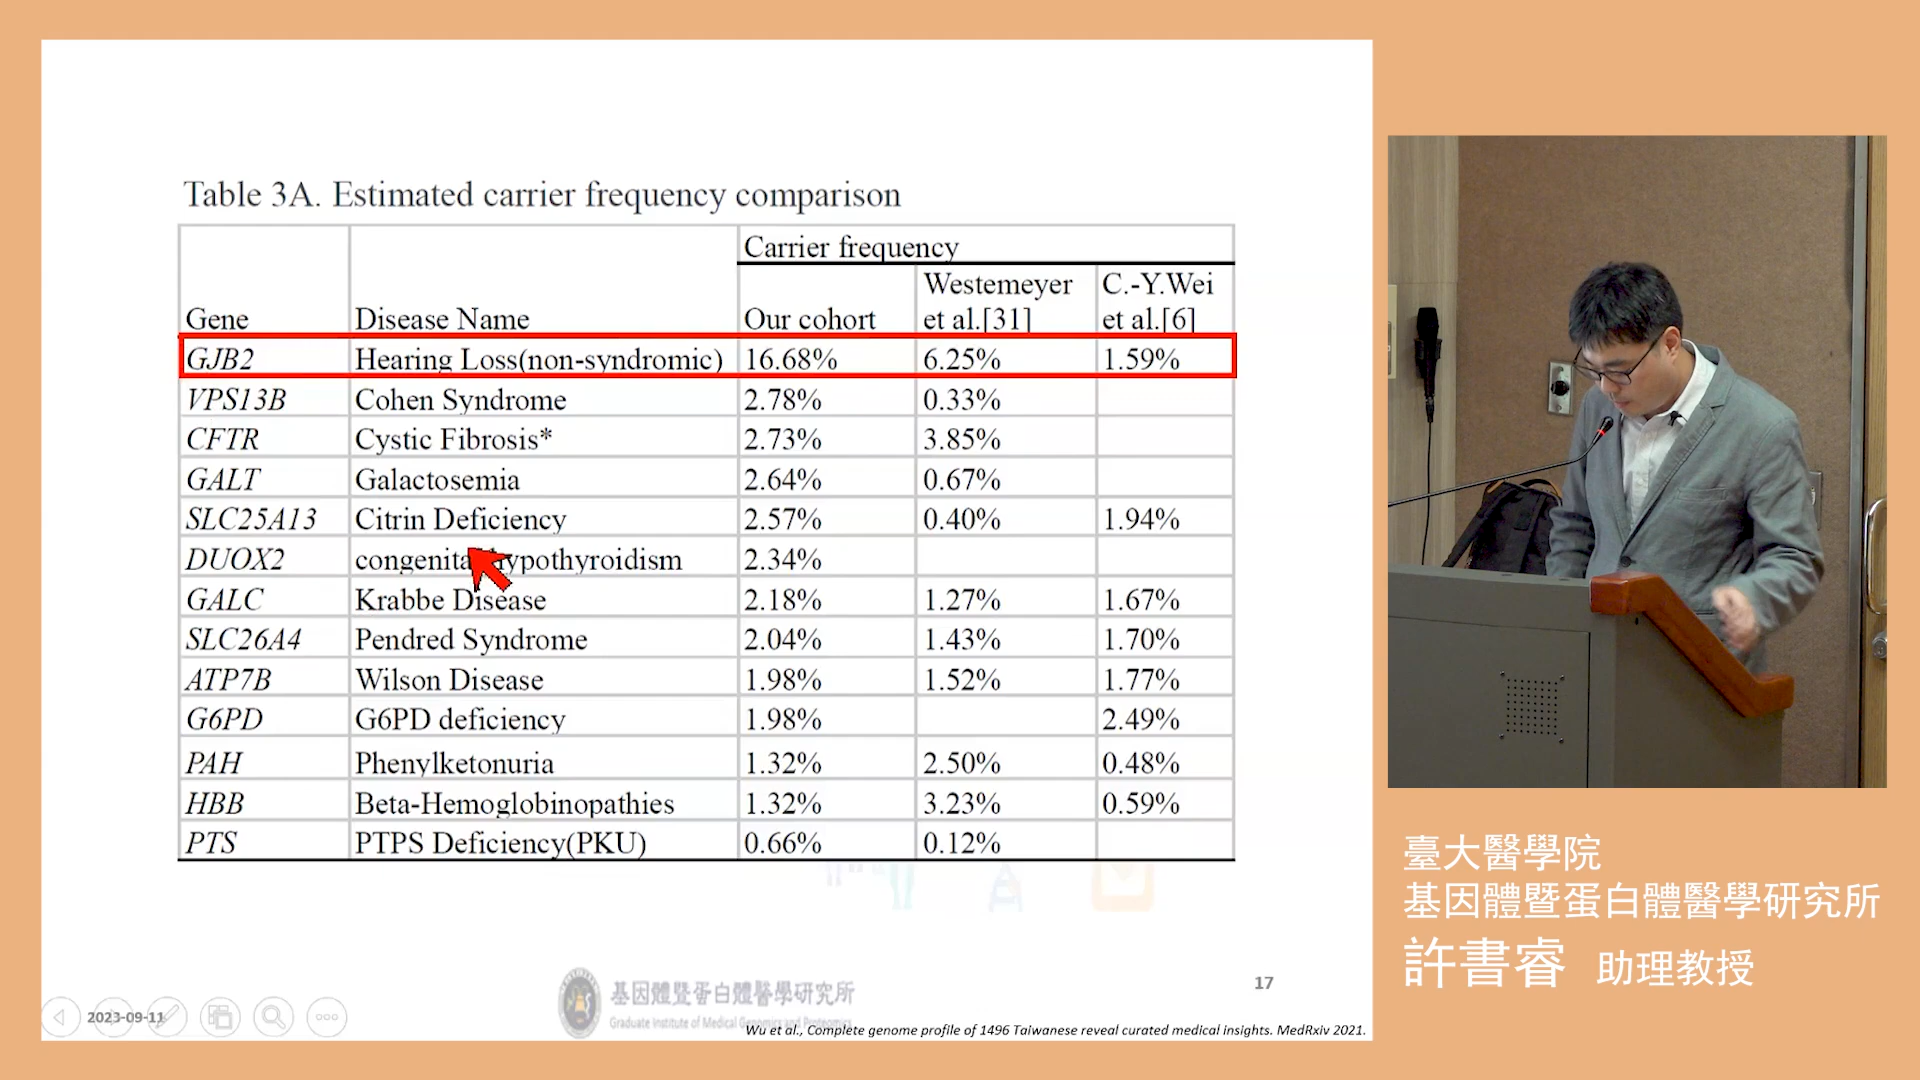 Table 3A. Estimated carrier frequency comparison
Carrier frequency
Gene Disease Name Our cohort Westemeyer et al.[31] C.-Y.Wei et al.[6]
GJB2 Hearing Loss(non-syndromic) 16.68% 6.25% 1.59%
VPS13B Cohen Syndrome 2.78% 0.33%
CFTR Cystic Fibrosis* 2.73% 3.85%
GALT Galactosemia 2.64% 0.67%
SLC25A13 Citrin Deficiency 2.57% 0.40% 1.94%
DUOX2 congenital hypothyroidism 2.34%
GALC Krabbe Disease 2.18% 1.27% 1.67%
SLC26A4 Pendred Syndrome 2.04% 1.43% 1.70%
ATP7B Wilson Disease 1.98% 1.52% 1.77%
G6PD G6PD deficiency 1.98% 2.49%
PAH Phenylketonuria 1.32% 2.50% 0.48%
HBB Beta-Hemoglobinopathies 1.32% 3.23% 0.59%
PTS PTPS Deficiency(PKU) 0.66% 0.12%
17
2023-09-11
基因體暨蛋白體醫學研究所
Graduate Institute of Medical Genomics and Proteomics
Wu et al., Complete genome profile of 1496 Taiwanese reveal curated medical insights. MedRxiv 2021.
臺大醫學院
基因體暨蛋白體醫學研究所
許書睿 助理教授